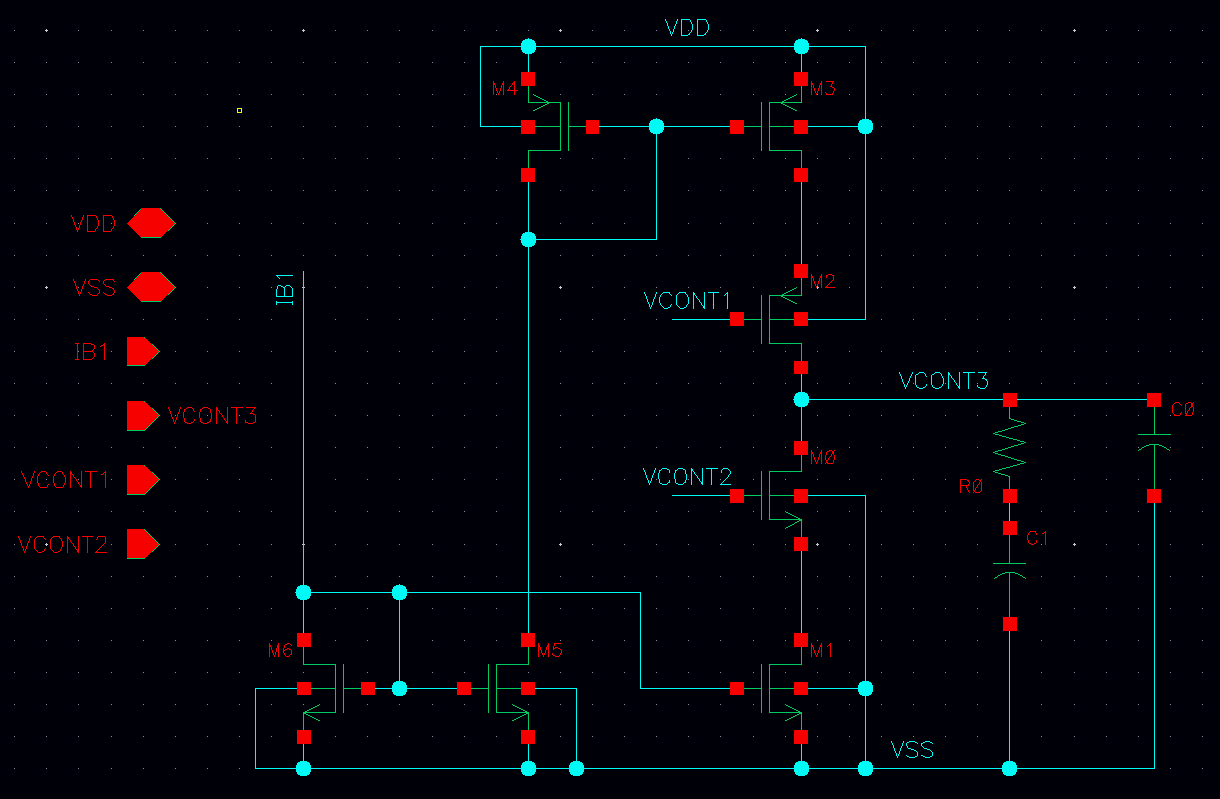 VDD
M4
M3
VDD
VSS
IB1
M2
VCONT1
IB1
VCONT3
VCONT3
C0
VCONT1
VCONT2
M0
R0
VCONT2
C1
M6
M5
M1
VSS